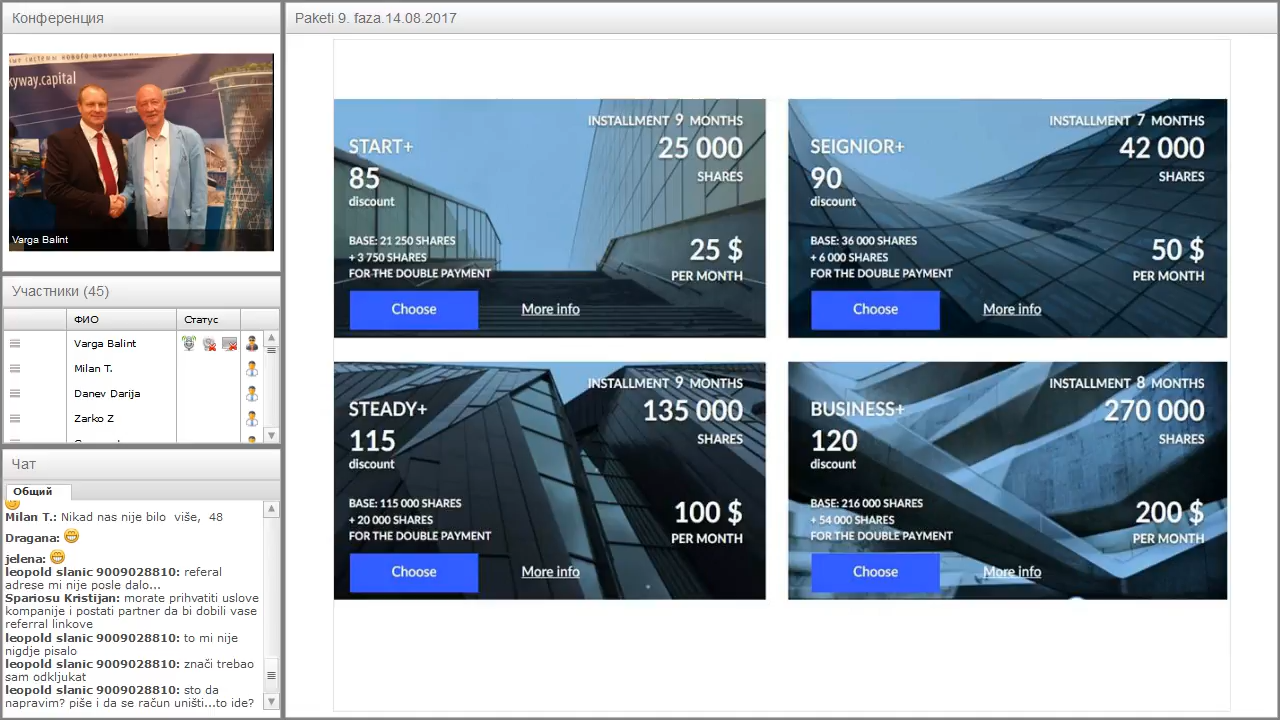 Конференция
kyway.capital
Varga Balint
Участники (45)
ФИО
Статус
Varga Balint
Milan T.
Danev Darija
Zarko Z
Чат
Общий
Milan T.: Nikad nas nije bilo više, 48
Dragana:
jelena:
leopold slanic 9009028810: referal
adrese mi nije posle dalo...
Spariosu Kristijan: morate prihvatiti uslove
kompanije i postati partner da bi dobili vase
referral linkove
leopold slanic 9009028810: to mi nije
nigdje pisalo
leopold slanic 9009028810: znači trebao
sam odkljukat
leopold slanic 9009028810: sto da
napravim? piše i da se račun uništi...to ide?
Paketi 9. faza.14.08.2017
INSTALLMENT 9 MONTHS
START+
25 000
85
SHARES
discount
BASE: 21 250 SHARES
+ 3 750 SHARES
FOR THE DOUBLE PAYMENT
25 $
PER MONTH
Choose
More info
INSTALLMENT 7 MONTHS
SEIGNIOR+
42 000
90
SHARES
discount
BASE: 36 000 SHARES
+ 6 000 SHARES
FOR THE DOUBLE PAYMENT
50 $
PER MONTH
Choose
More info
INSTALLMENT 9 MONTHS
STEADY+
135 000
115
SHARES
discount
BASE: 115 000 SHARES
+ 20 000 SHARES
FOR THE DOUBLE PAYMENT
100 $
PER MONTH
Choose
More info
INSTALLMENT 8 MONTHS
BUSINESS+
270 000
120
SHARES
discount
BASE: 216 000 SHARES
+ 54 000 SHARES
FOR THE DOUBLE PAYMENT
200 $
PER MONTH
Choose
More info